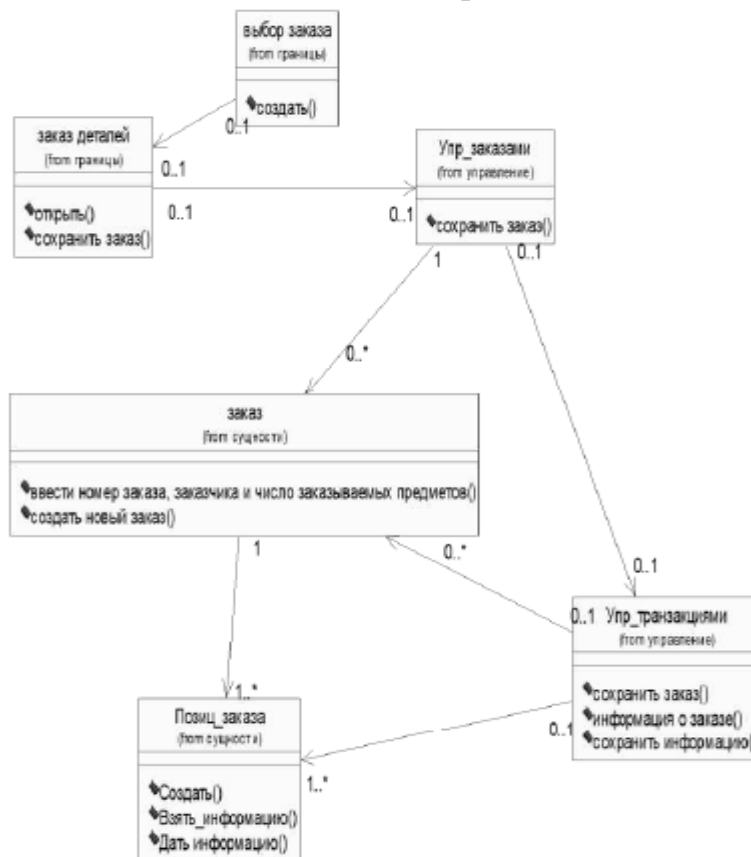 выбор заказа
(from границы)
создать()
0..1
заказ деталей
(from границы)
0..1
открыть()
сохранить заказ()
0..1
Упр_заказами
(from управление)
0..1
сохранить заказ()
1
0..1
0..*
заказ
(from сущности)
ввести номер заказа, заказчика и число заказываемых предметов()
создать новый заказ()
1
0..*
0..1
0..1
Упр_транзакциями
(from управление)
сохранить заказ()
информация о заказе()
сохранить информацию()
0..1
1..*
Позиц_заказа
(from сущности)
1..*
Создать()
Взять_информацию()
Дать информацию()